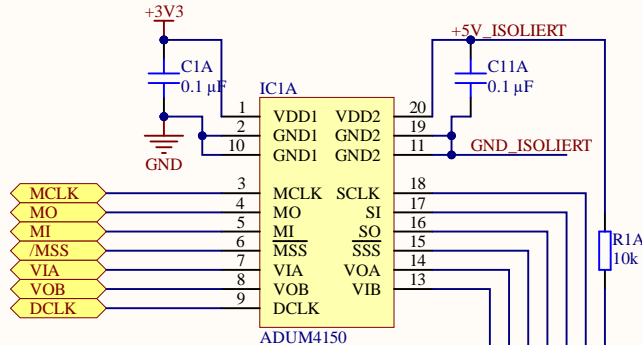 +3V3
+5V_ISOLIERT
C1A
0.1 µF
C11A
0.1 µF
IC1A
1 VDD1 VDD2 20
2 GND1 GND2 19
10 GND1 GND2 11
GND_ISOLIERT
GND
MCLK 3 MCLK SCLK 18
MO 4 MO SI 17
MI 5 MI SO 16
/MSS 6 MSS SSS 15
VIA 7 VIA VOA 14
VOB 8 VOB VIB 13
DCLK 9 DCLK
R1A
10k
ADUM4150